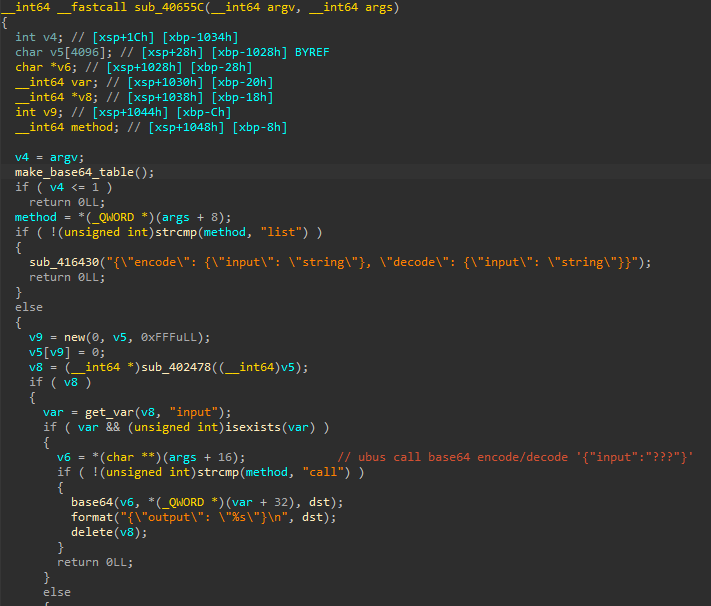 __int64 __fastcall sub_40655C(__int64 argv, __int64 args)
{
  int v4; // [xsp+1Ch] [xbp-1034h]
  char v5[4096]; // [xsp+28h] [xbp-1028h] BYREF
  char *v6; // [xsp+1028h] [xbp-28h]
  __int64 var; // [xsp+1030h] [xbp-20h]
  __int64 *v8; // [xsp+1038h] [xbp-18h]
  int v9; // [xsp+1044h] [xbp-Ch]
  __int64 method; // [xsp+1048h] [xbp-8h]

  v4 = argv;
  make_base64_table();
  if ( v4 <= 1 )
    return 0LL;
  method = *(_QWORD *)(args + 8);
  if ( !(unsigned int)strcmp(method, "list") )
  {
    sub_416430("{\"encode\": {\"input\": \"string\"}, \"decode\": {\"input\": \"string\"}}");
    return 0LL;
  }
  else
  {
    v9 = new(0, v5, 0xFFFuLL);
    v5[v9] = 0;
    v8 = (__int64 *)sub_402478((__int64)v5);
    if ( v8 )
    {
      var = get_var(v8, "input");
      if ( var && (unsigned int)isexists(var) )
      {
        v6 = *(char **)(args + 16);             // ubus call base64 encode/decode '{"input":"???"}'
        if ( !(unsigned int)strcmp(method, "call") )
        {
          base64(v6, *(_QWORD *)(var + 32), dst);
          format("{\"output\": \"%s\"}\n", dst);
          delete(v8);
        }
        return 0LL;
      }
      else
      {